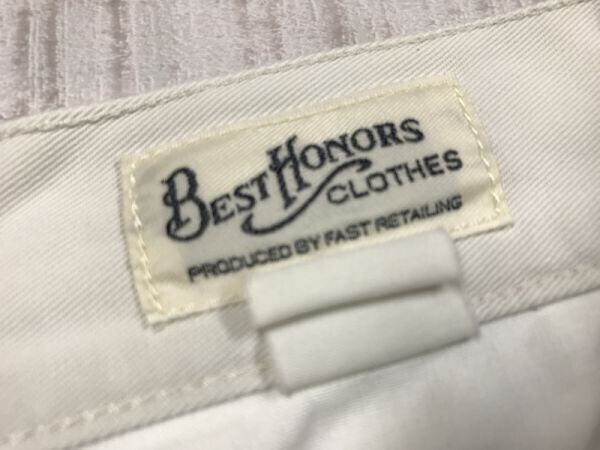 BEST HONORS
CLOTHES
PRODUCED BY FAST RETAILING